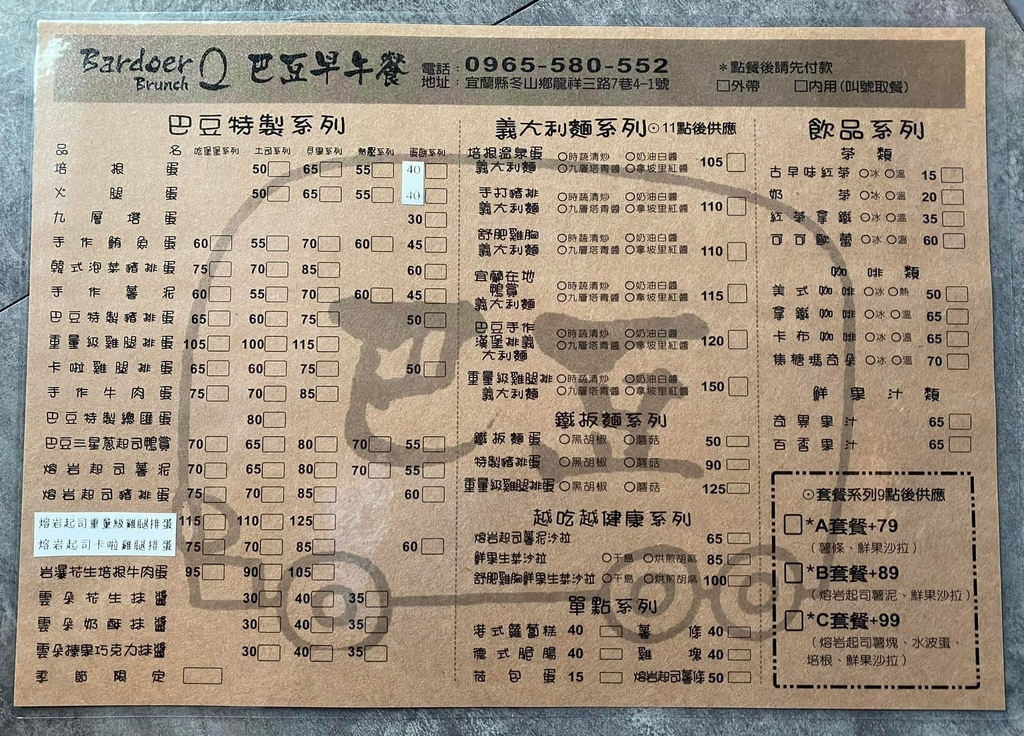 Bardoer Brunch 巴豆早午餐
電話：0965-580-552
地址：宜蘭縣冬山鄉龍祥三路7巷4-1號
*點餐後請先付款
□外帶 □內用(叫號取餐)
巴豆特製系列
品名 吃堡堡系列 土司系列 貝果系列 熱壓系列 蛋餅系列
培根蛋 50 65 55 40
火腿蛋 50 65 55 40
九層塔蛋 30
手作鮪魚蛋 60 55 70 60 45
韓式泡菜豬排蛋 75 70 85 60
手作薯泥 60 55 70 60 45
巴豆特製豬排蛋 65 60 75 50
重量級雞腿排蛋 105 100 115
卡啦雞腿排蛋 65 60 75 50
手作牛肉蛋 75 70 85
巴豆特製總匯蛋 80
巴豆三星蔥起司鴨賞 70 65 80 70 55
熔岩起司薯泥 70 65 80 70 55
熔岩起司豬排蛋 75 70 85 60
熔岩起司重量級雞腿排蛋 115 110 125
熔岩起司卡啦雞腿排蛋 75 70 85 60
岩漿花生培根牛肉蛋 95 90 105
雲朵花生抹醬 30 40 35
雲朵奶酥抹醬 30 40 35
雲朵榛果巧克力抹醬 30 40 35
季節限定
義大利麵系列 ⊙11點後供應
培根溫泉蛋義大利麵 ○時蔬清炒 ○奶油白醬 ○九層塔青醬 ○拿坡里紅醬 105
手打豬排義大利麵 ○時蔬清炒 ○奶油白醬 ○九層塔青醬 ○拿坡里紅醬 110
舒肥雞胸義大利麵 ○時蔬清炒 ○奶油白醬 ○九層塔青醬 ○拿坡里紅醬 110
宜蘭在地鴨賞義大利麵 ○時蔬清炒 ○奶油白醬 ○九層塔青醬 ○拿坡里紅醬 115
巴豆手作漢堡排義大利麵 ○時蔬清炒 ○奶油白醬 ○九層塔青醬 ○拿坡里紅醬 120
重量級雞腿排義大利麵 ○時蔬清炒 ○奶油白醬 ○九層塔青醬 ○拿坡里紅醬 150
鐵板麵系列
鐵板麵蛋 ○黑胡椒 ○蘑菇 50
特製豬排蛋 ○黑胡椒 ○蘑菇 90
重量級雞腿排 ○黑胡椒 ○蘑菇 125
越吃越健康系列
熔岩起司薯泥沙拉 65
鮮果生菜沙拉 ○千島 ○烘煎胡麻 85
舒肥雞胸鮮果生菜沙拉 ○千島 ○烘煎胡麻 100
單點系列
港式蘿蔔糕 40 薯條 40
德式脆腸 40 雞塊 40
荷包蛋 15 熔岩起司薯條 50
飲品系列
茶類
古早味紅茶 ○冰 ○溫 15
奶茶 ○冰 ○溫 20
紅茶拿鐵 ○冰 ○溫 35
可可歐蕾 ○冰 ○溫 60
咖啡類
美式咖啡 ○冰 ○熱 50
拿鐵咖啡 ○冰 ○溫 65
卡布咖啡 ○冰 ○溫 65
焦糖瑪奇朵 ○冰 ○溫 70
鮮果汁類
奇異果汁 65
百香果汁 65
⊙套餐系列9點後供應
□*A套餐+79
（薯條、鮮果沙拉）
□*B套餐+89
（熔岩起司薯泥、鮮果沙拉）
□*C套餐+99
（熔岩起司薯塊、水波蛋、
培根、鮮果沙拉）
巴豆